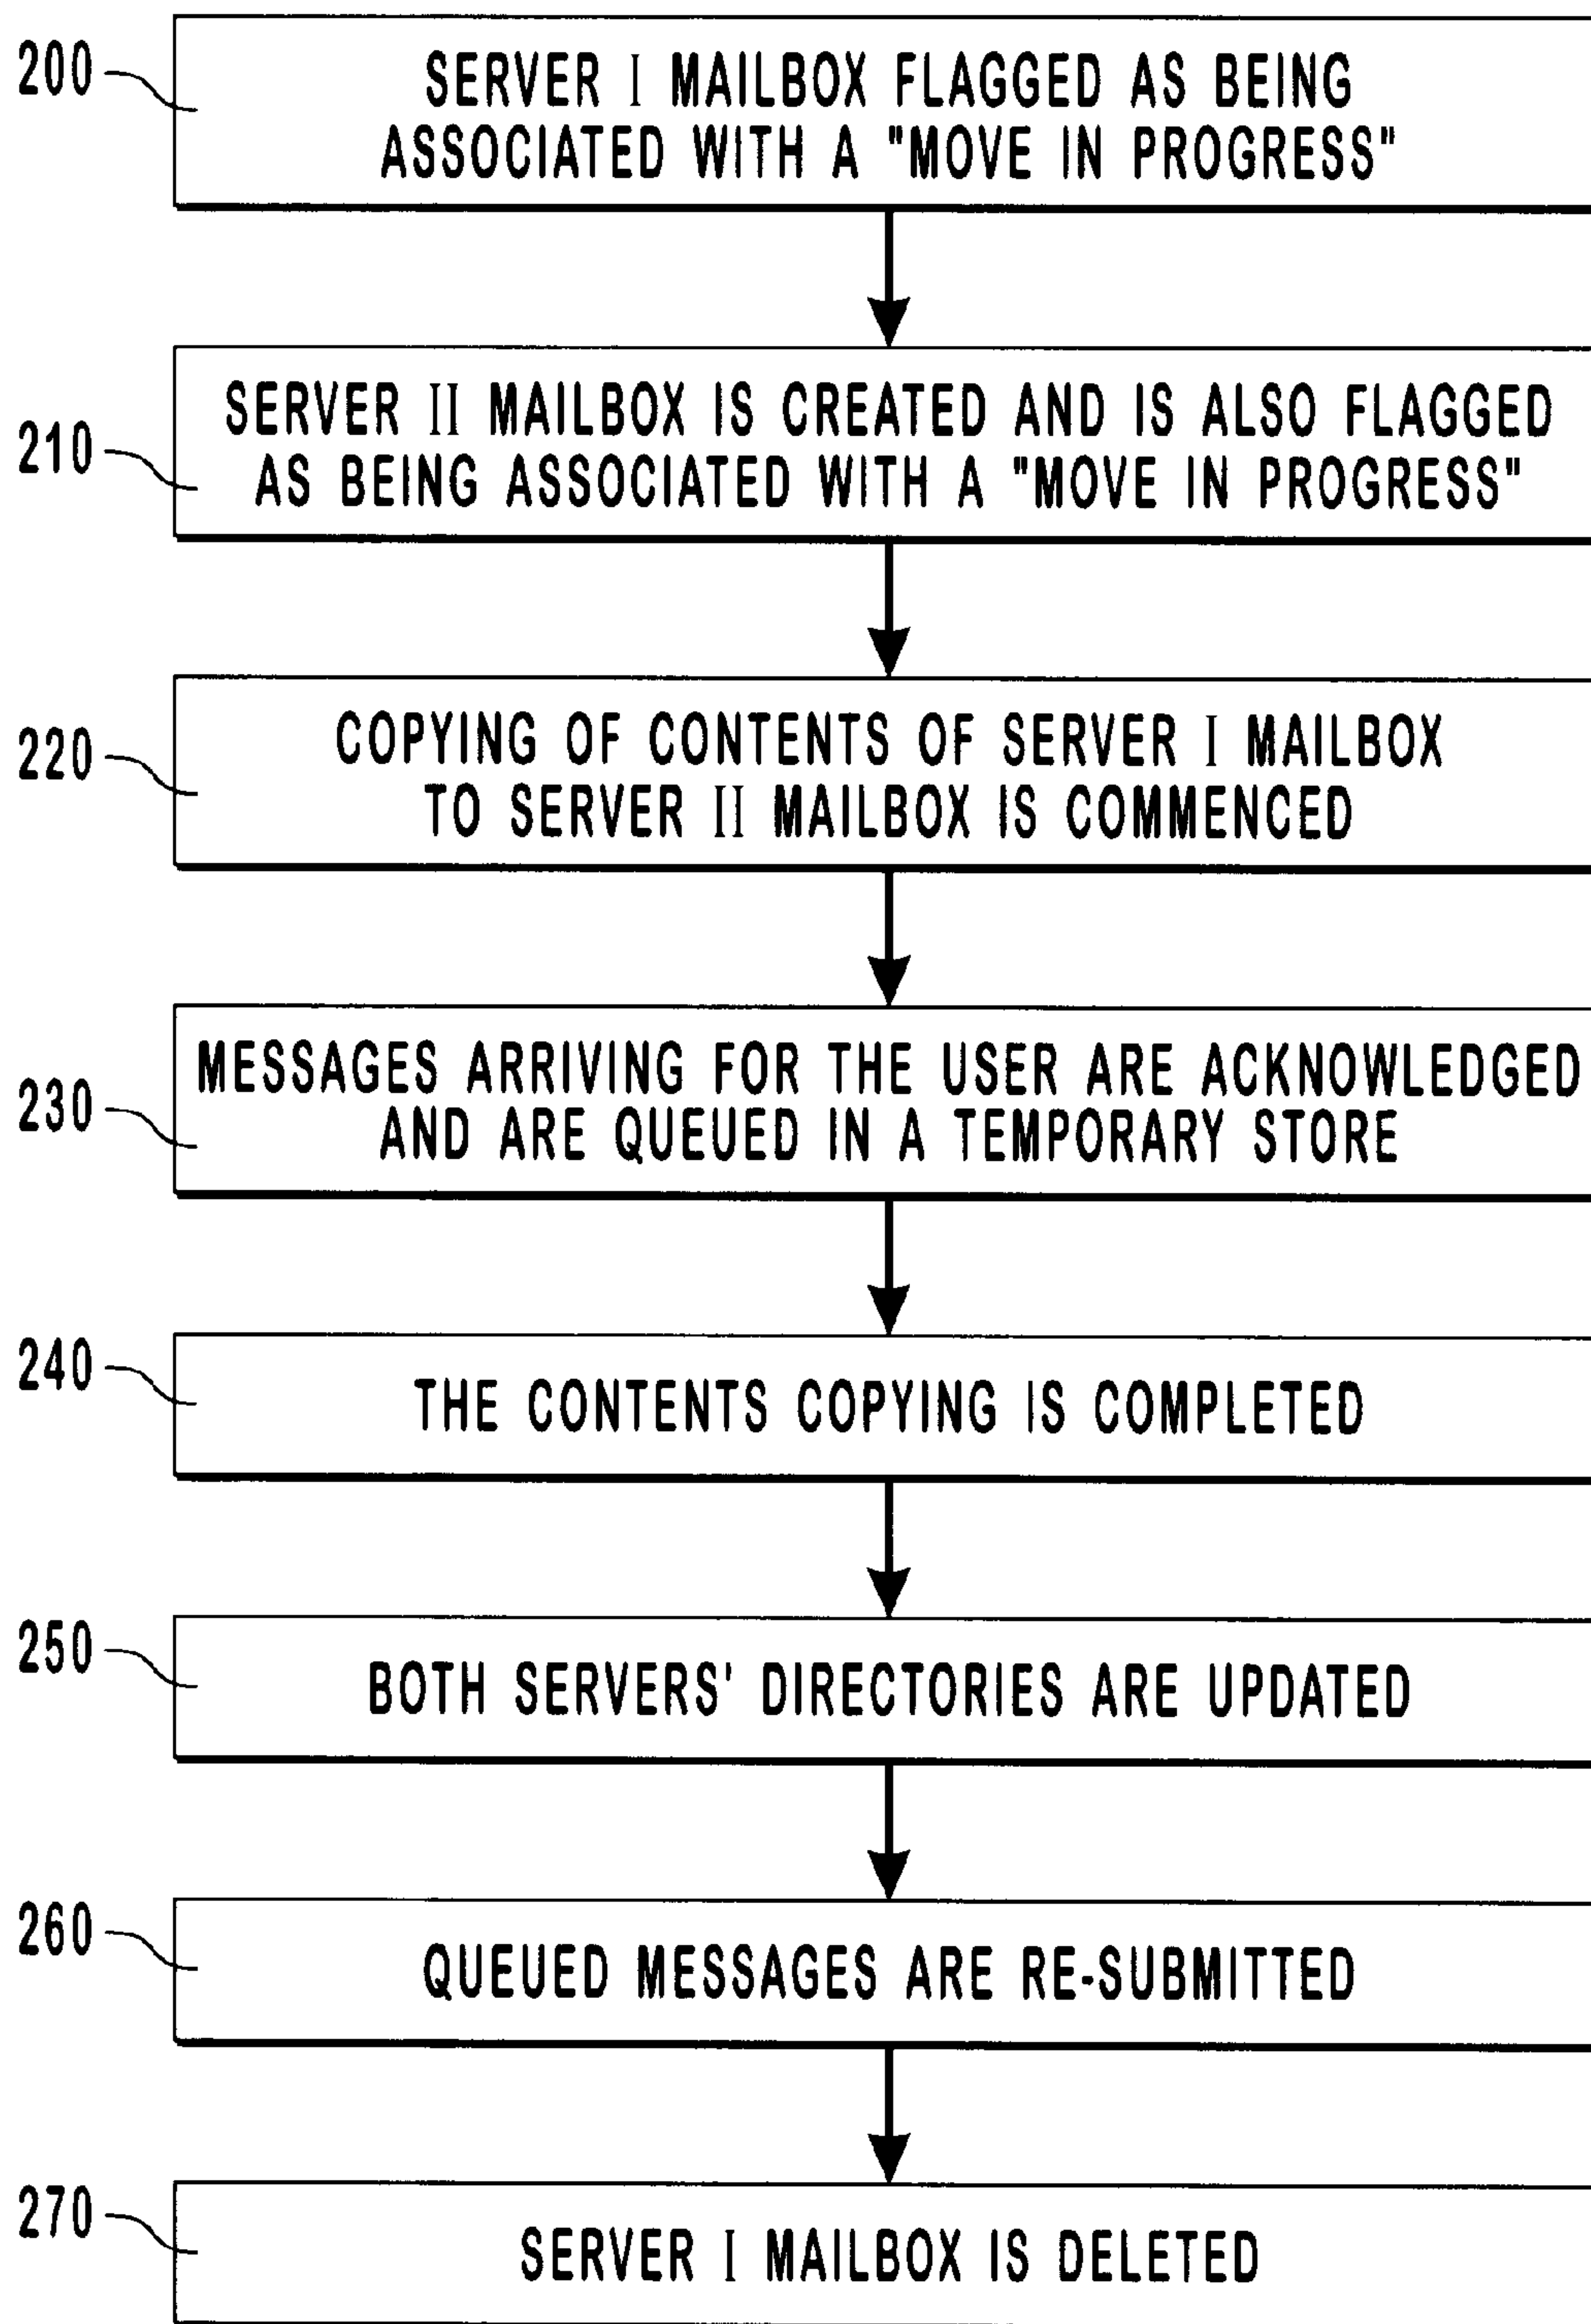 200
SERVER I MAILBOX FLAGGED AS BEING
ASSOCIATED WITH A "MOVE IN PROGRESS"
210
SERVER II MAILBOX IS CREATED AND IS ALSO FLAGGED
AS BEING ASSOCIATED WITH A "MOVE IN PROGRESS"
220
COPYING OF CONTENTS OF SERVER I MAILBOX
TO SERVER II MAILBOX IS COMMENCED
230
MESSAGES ARRIVING FOR THE USER ARE ACKNOWLEDGED
AND ARE QUEUED IN A TEMPORARY STORE
240
THE CONTENTS COPYING IS COMPLETED
250
BOTH SERVERS' DIRECTORIES ARE UPDATED
260
QUEUED MESSAGES ARE RE-SUBMITTED
270
SERVER I MAILBOX IS DELETED